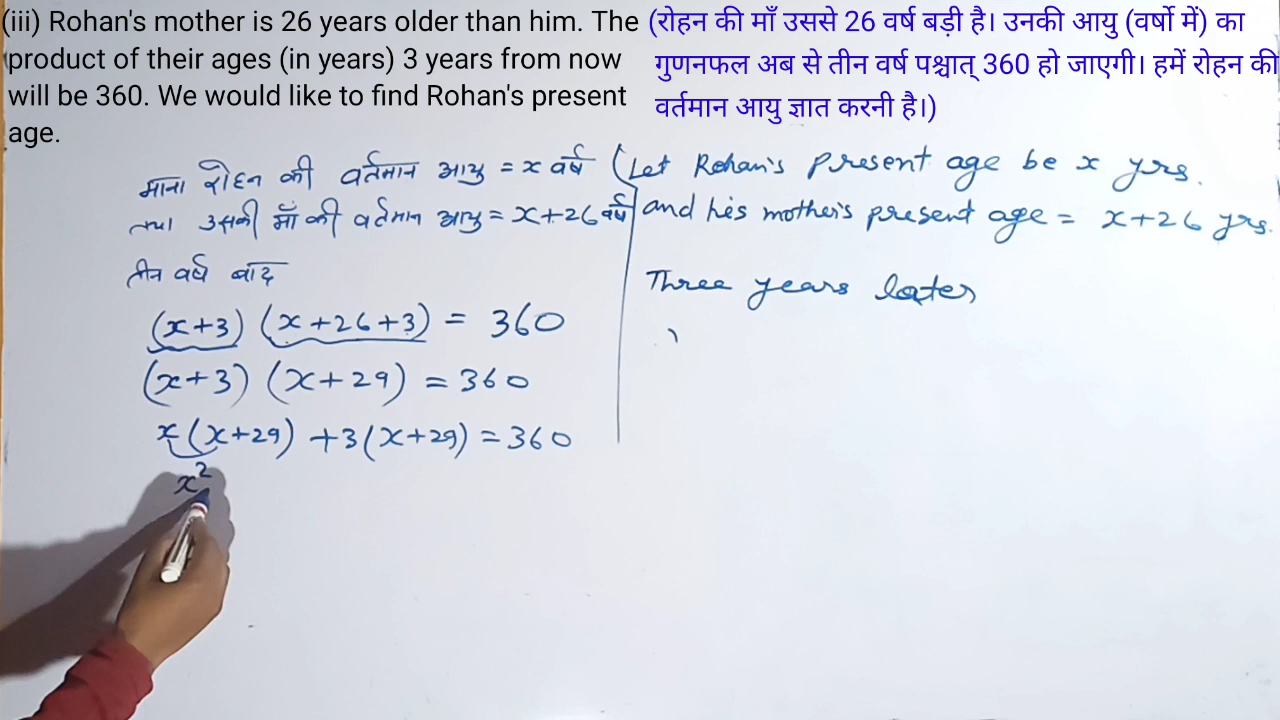 (iii) Rohan's mother is 26 years older than him. The
product of their ages (in years) 3 years from now
will be 360. We would like to find Rohan's present
age.
(रोहन की माँ उससे 26 वर्ष बड़ी है। उनकी आयु (वर्षो में) का
गुणनफल अब से तीन वर्ष पश्चात् 360 हो जाएगी। हमें रोहन की
वर्तमान आयु ज्ञात करनी है।)
माना रोहन की वर्तमान आयु = x वर्ष
तथा उसकी माँ की वर्तमान आयु = x+26 वर्ष
तीन वर्ष बाद
(x+3) (x+26+3) = 360
(x+3) (x+29) = 360
x(x+29) +3(x+29) = 360
x²
(Let Rohan's present age be x yrs.
and his mother's present age = x+26 yrs.
Three years later